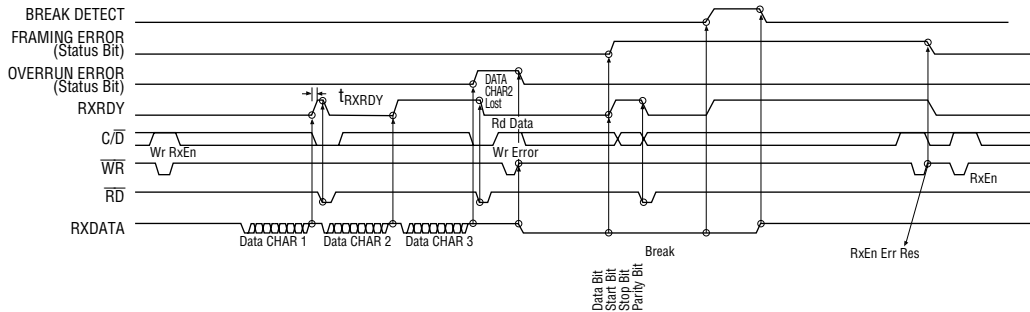 BREAK DETECT
FRAMING ERROR
(Status Bit)
OVERRUN ERROR
(Status Bit)
DATA
CHAR2
Lost
tRXRDY
RXRDY
Rd Data
C/D
Wr RxEn
Wr Error
WR
RxEn
RD
RXDATA
Data CHAR 1
Data CHAR 2
Data CHAR 3
Break
RxEn Err Res
Data Bit
Start Bit
Stop Bit
Parity Bit